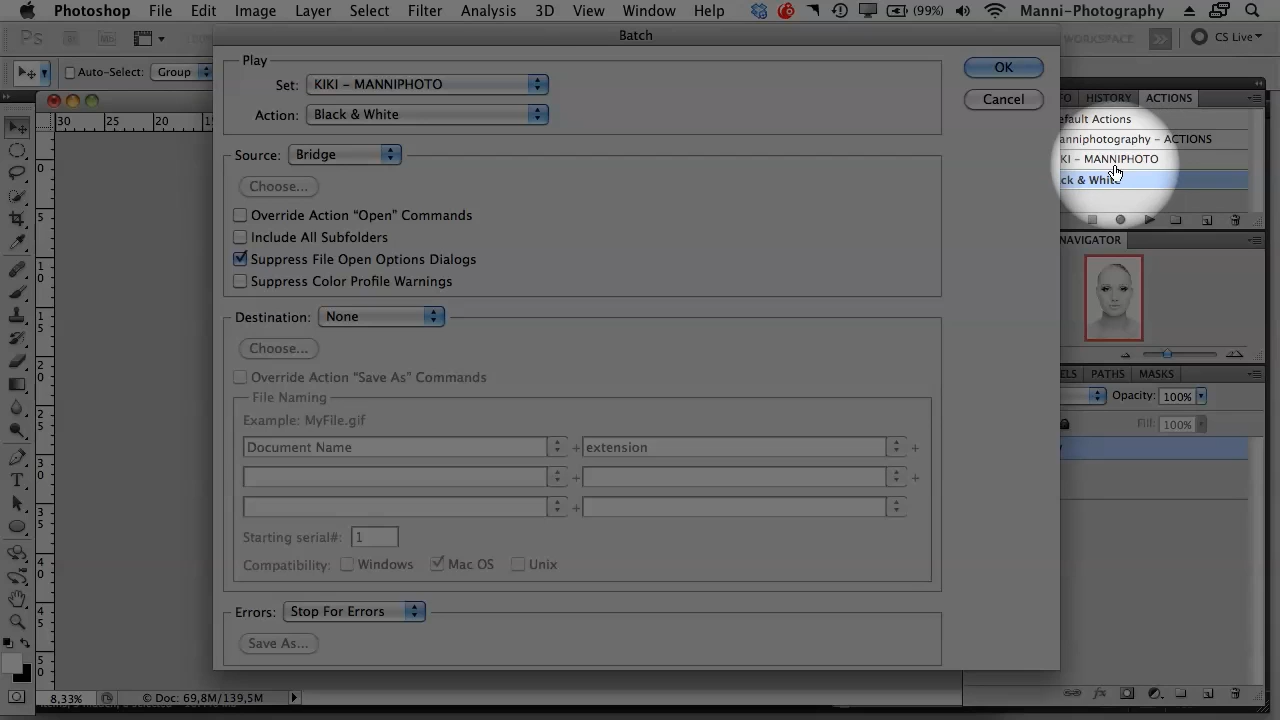 Photoshop File Edit Image Layer Select Filter Analysis 3D View Window Help (99%) Manni-Photography
Batch
Ps WORKSPACE CS Live
Auto-Select: Group
Play
Set: KIKI – MANNIPHOTO OK
Action: Black & White Cancel
HISTORY ACTIONS
efault Actions
anniphotography – ACTIONS
KI – MANNIPHOTO
ck & White
30 25 20
Source: Bridge
Choose...
Override Action “Open” Commands
Include All Subfolders
Suppress File Open Options Dialogs
Suppress Color Profile Warnings
NAVIGATOR
Destination: None
Choose...
Override Action “Save As” Commands
ELS PATHS MASKS
Opacity: 100%
Fill: 100%
File Naming
Example: MyFile.gif
Document Name + extension +
+ +
+
Starting serial#: 1
Compatibility: Windows Mac OS Unix
Errors: Stop For Errors
Save As...
8,33% © Doc: 69,8M/139,5M